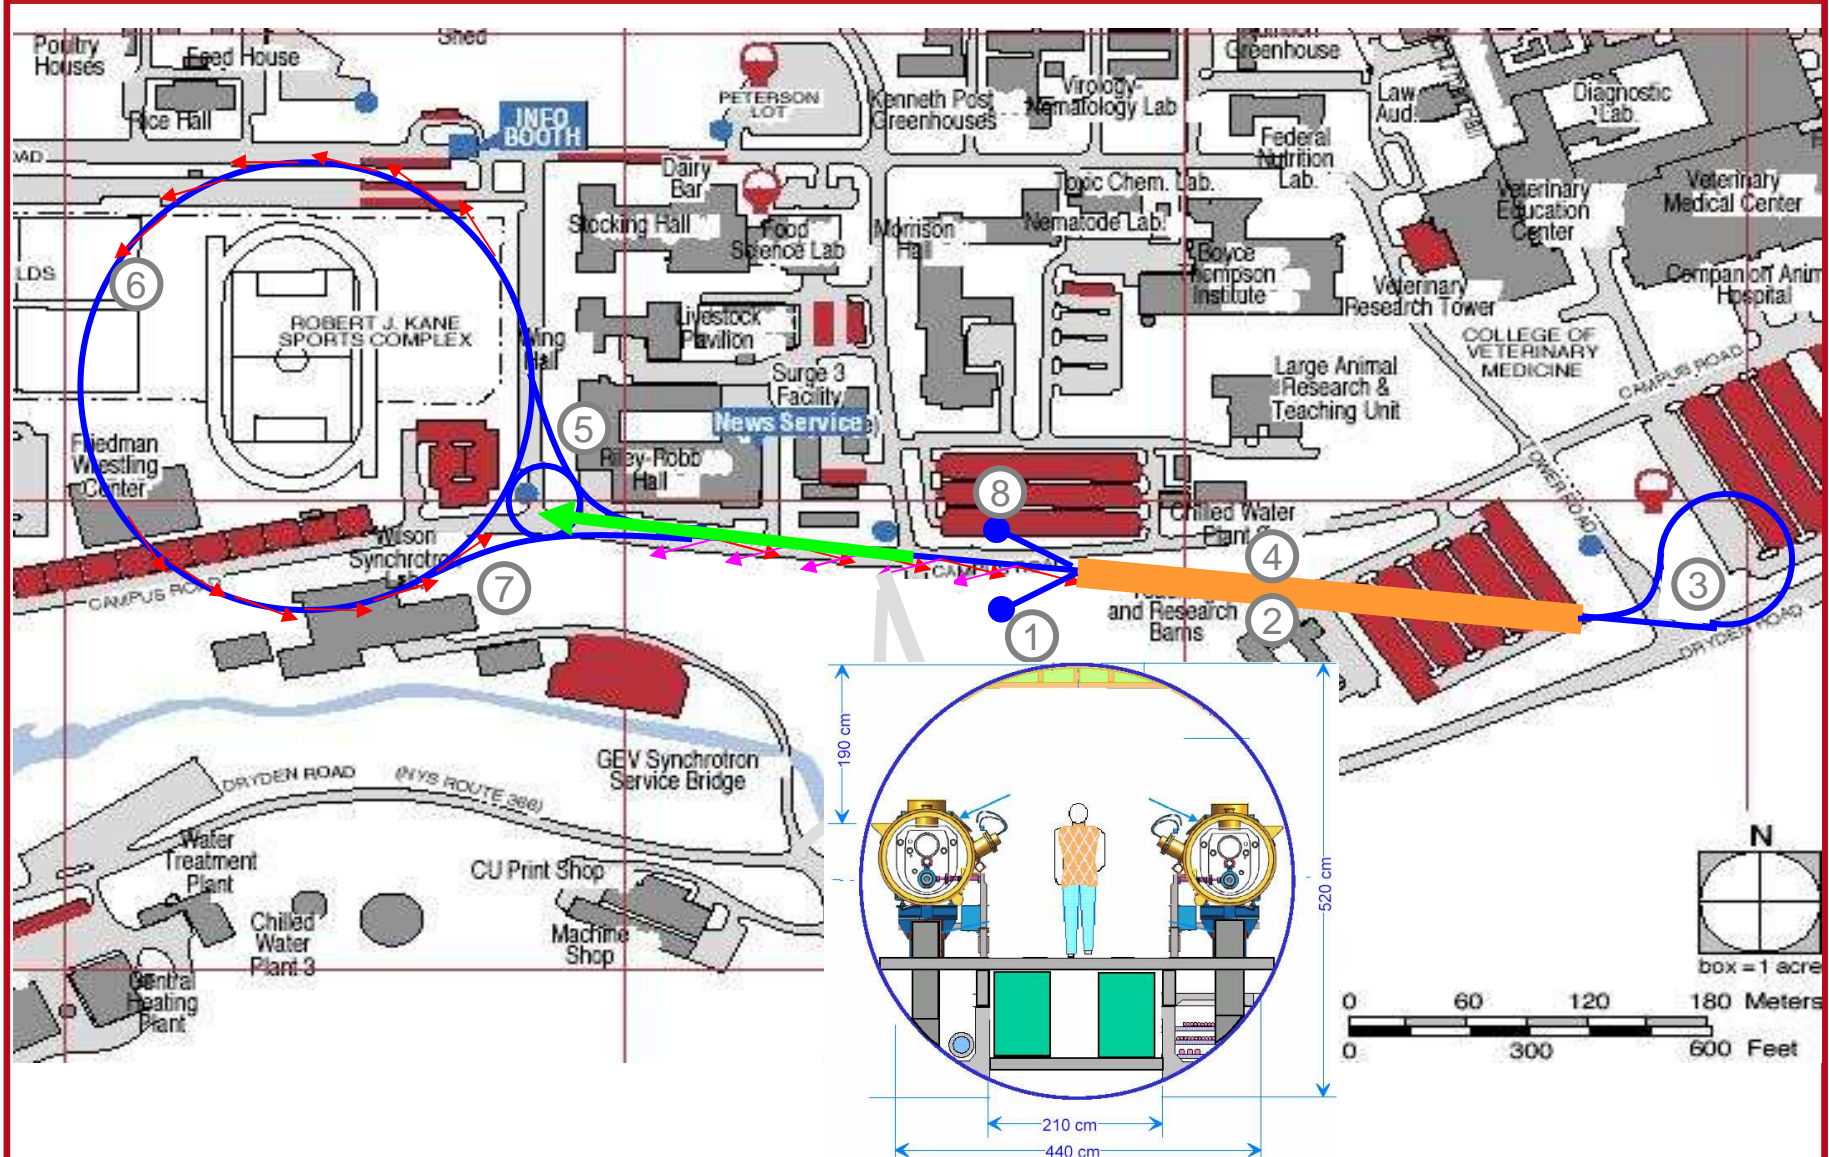 Poultry
Houses
Feed House
Shed
Rice Hall
INFO
BOOTH
PETERSON
LOT
Kenneth Post
Greenhouses
Virology-
Nematology Lab
Greenhouse
Law
Aud.
Diagnostic
Lab.
Federal
Nutrition
Lab.
Dairy
Bar
Toxic Chem. Lab.
Nematode Lab.
Stocking Hall
Food
Science Lab
Morrison
Hall
Boyce
Institute
Veterinary
Education
Center
Veterinary
Medical Center
Veterinary
Research Tower
Companion Anim
Hospital
6
LDS
ROBERT J. KANE
SPORTS COMPLEX
Wing
Hall
Livestock
Pavilion
Surge 3
Facility
News Service
COLLEGE OF
VETERINARY
MEDICINE
CAMPUS ROAD
Large Animal
Research &
Teaching Unit
5
Friedman
Wrestling
Center
Riley-Robb
Hall
8
Chilled Water
4
3
Wilson
Synchrotro
CAMPUS ROAD
7
CAMPUS ROA
1
2
and Research
Barns
DRYDEN ROAD
190 cm
520 cm
GEV Synchrotron
Service Bridge
DRYDEN ROAD
(NYS ROUTE 366)
Water
Treatment
Plant
CU Print Shop
Chilled
Water
Plant 3
Machine
Shop
Central
Heating
Plant
N
box = 1 acre
0 60 120 180 Meters
0 300 600 Feet
210 cm
440 cm